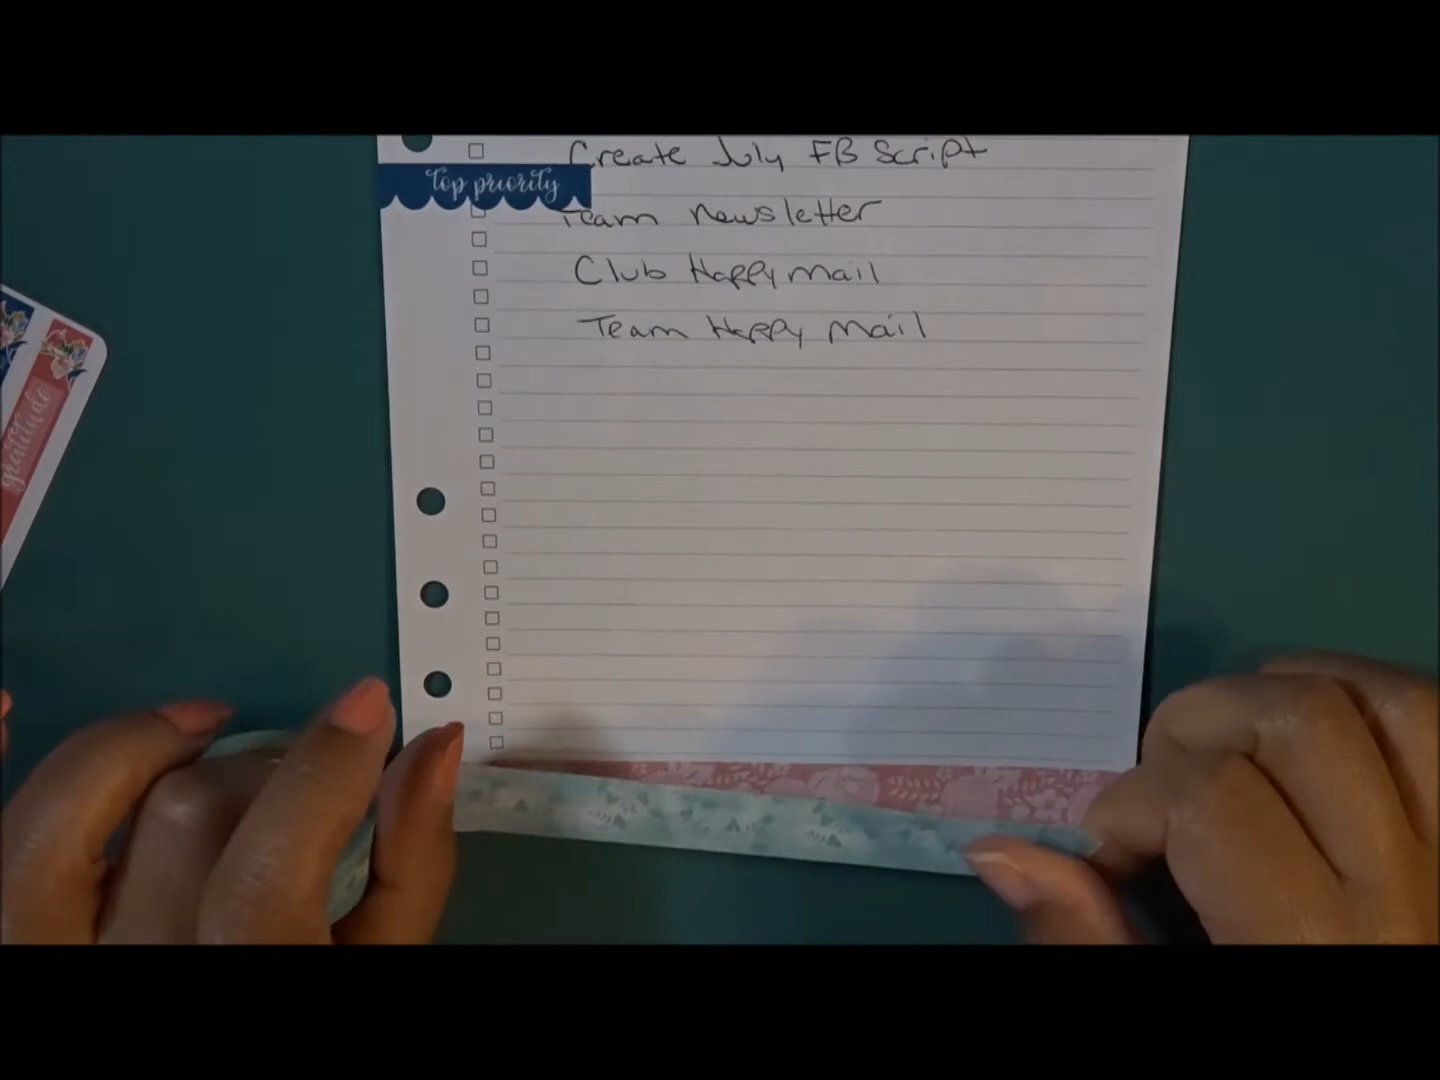 Create July FB Script
top priority
Team newsletter
Club Happy mail
Team Happy mail
gratitude